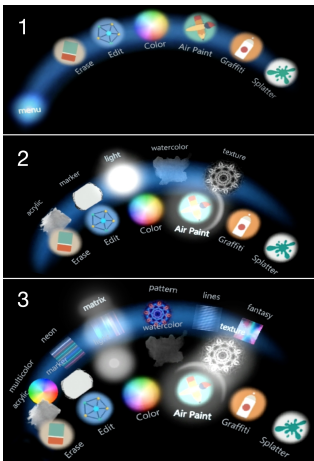 1
menu
Erase
Edit
Color
Air Paint
Graffiti
Splatter
2
acrylic
marker
light
watercolor
texture
Erase
Edit
Color
Air Paint
Graffiti
Splatter
3
multicolor
neon
matrix
pattern
lines
fantasy
acrylic
marker
watercolor
texture
Erase
Edit
Color
Air Paint
Graffiti
Splatter